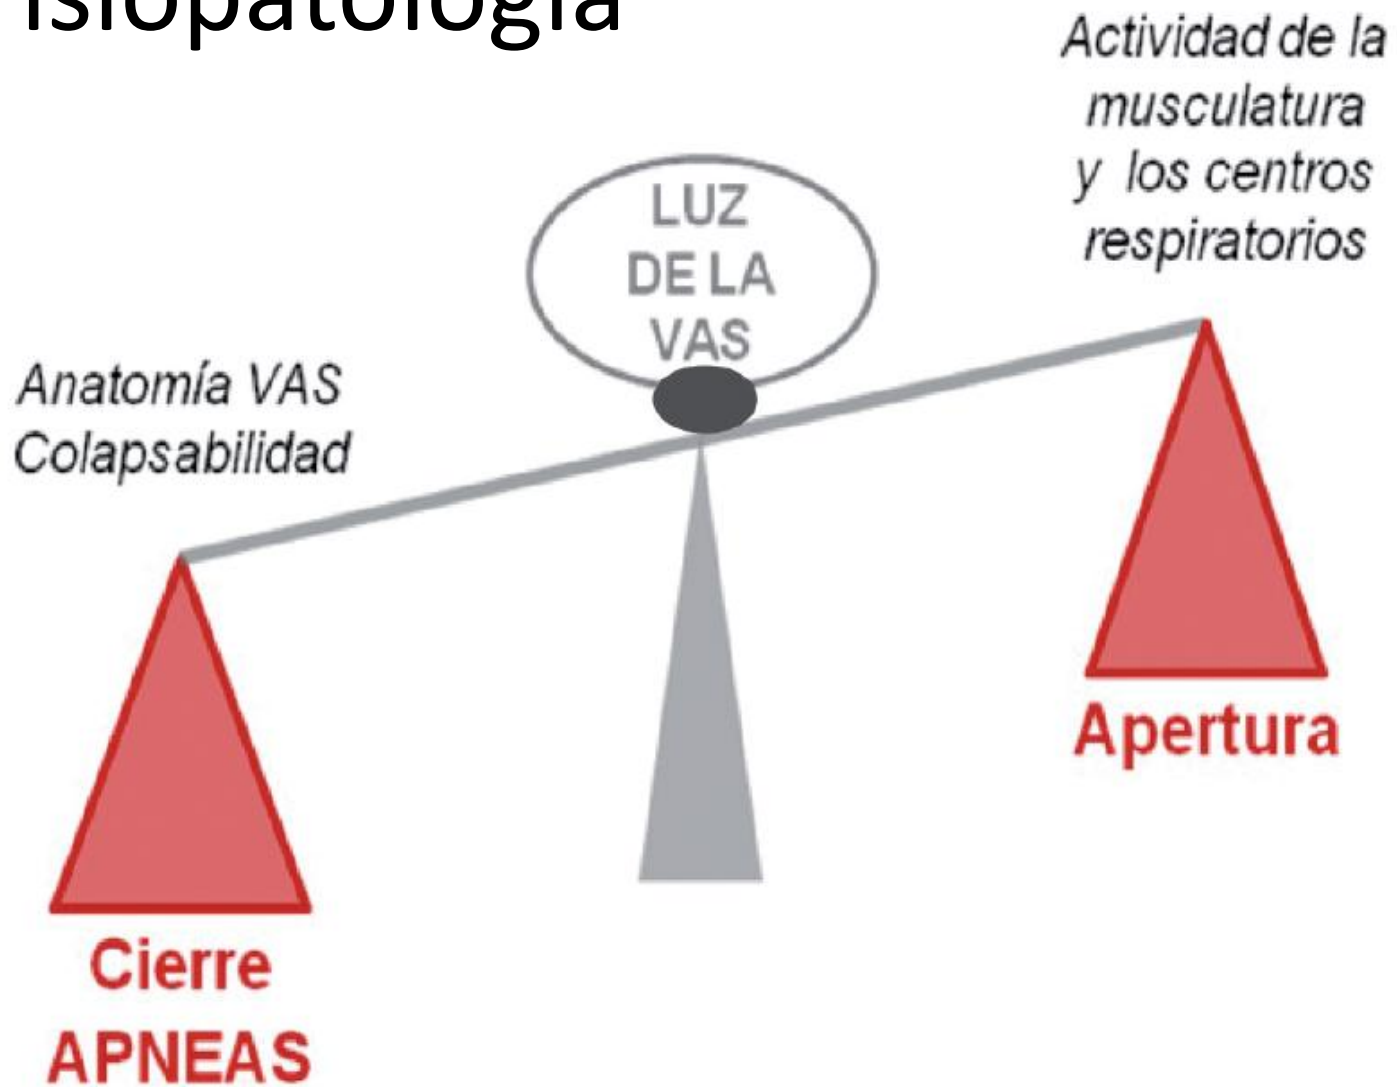 isiopatología
Actividad de la
musculatura
y los centros
respiratorios
LUZ
DE LA
VAS
Anatomía VAS
Colapsabilidad
Apertura
Cierre
APNEAS